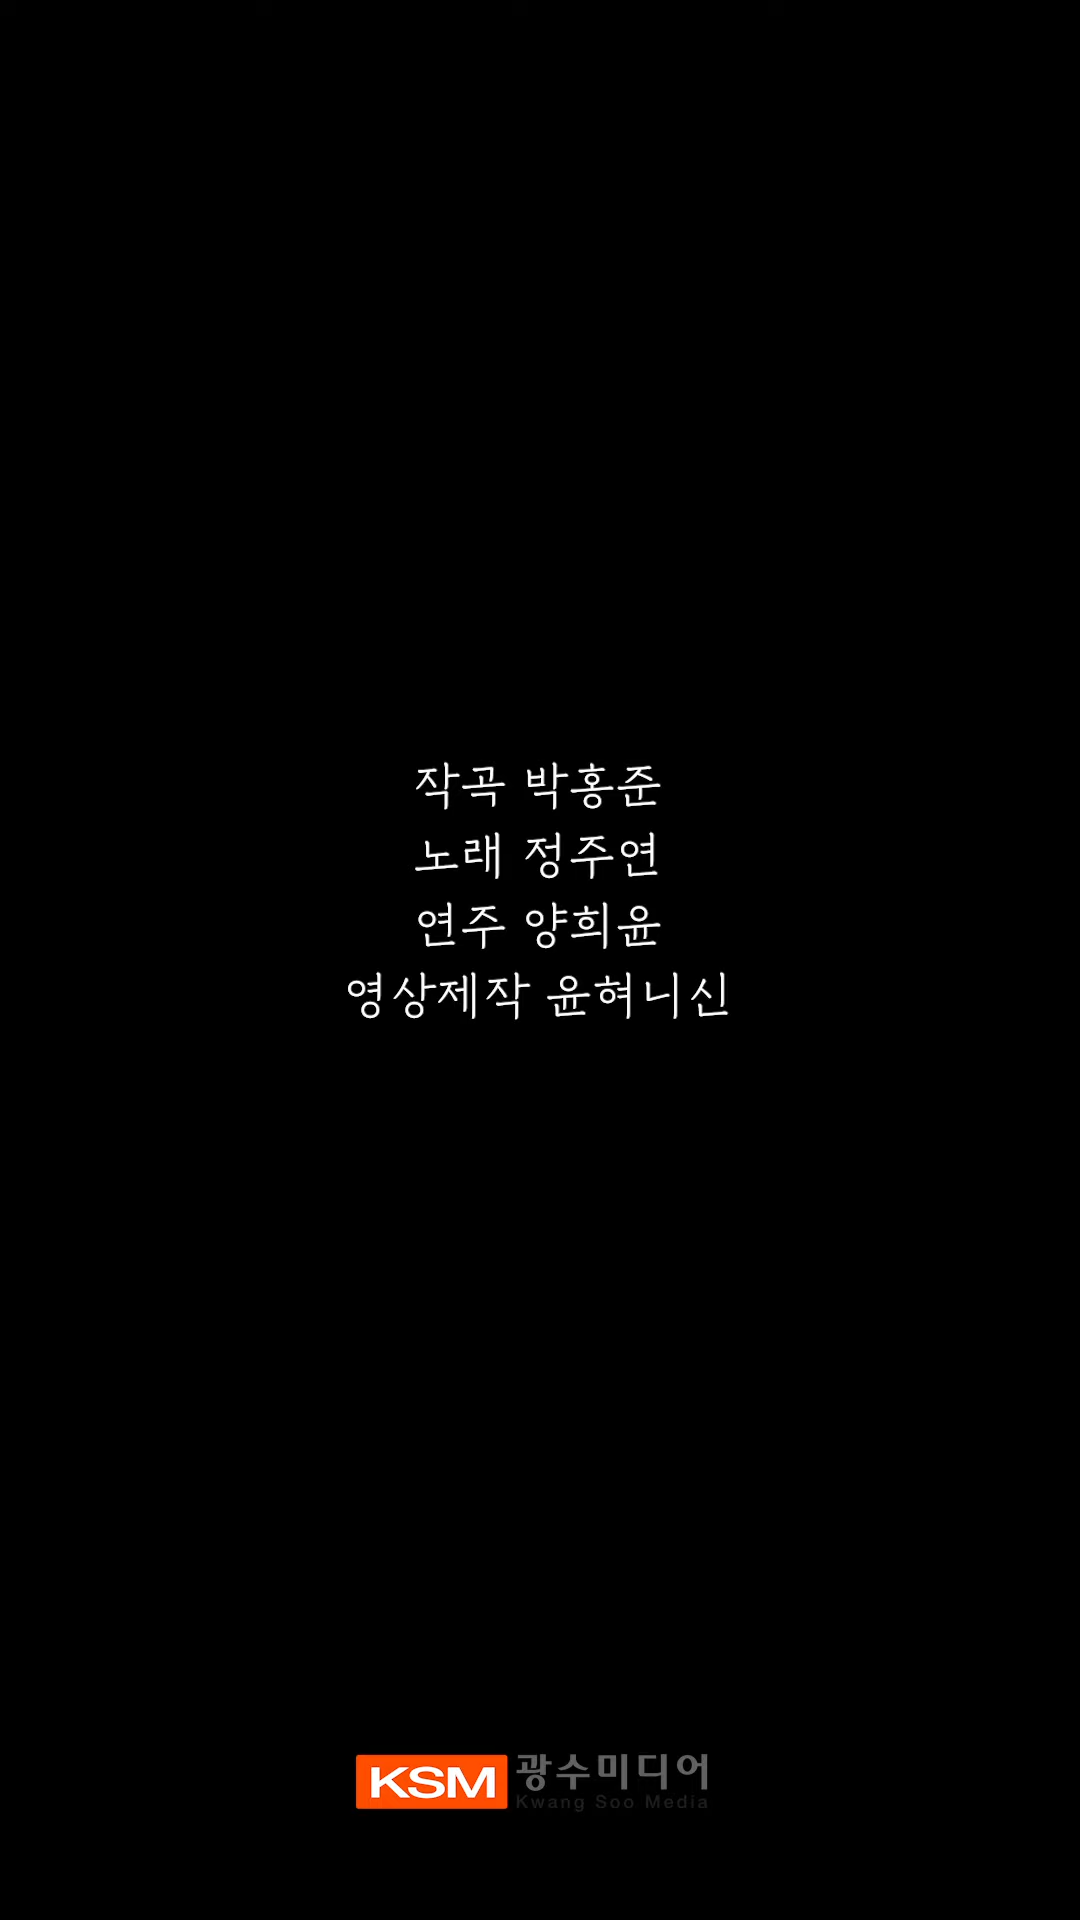 작곡 박홍준
노래 정주연
연주 양희윤
영상제작 윤혀니신
KSM 광수미디어
Kwang Soo Media